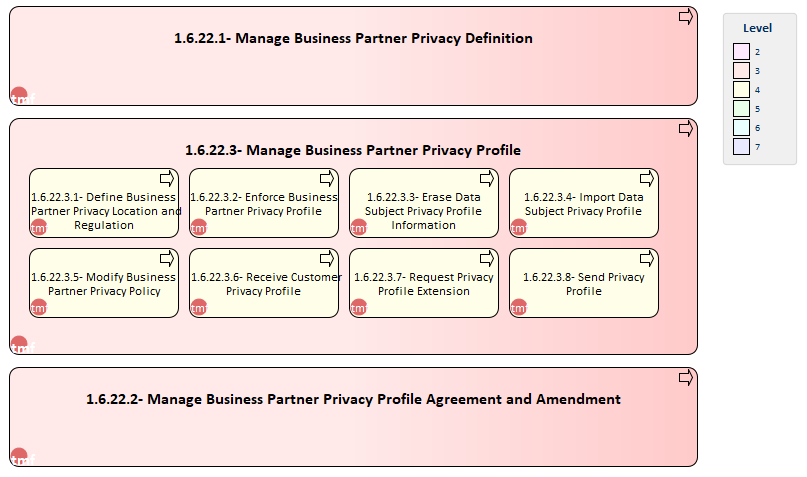 1.6.22.1- Manage Business Partner Privacy Definition
tmf
Level
2
3
4
5
6
7
1.6.22.3- Manage Business Partner Privacy Profile
1.6.22.3.1- Define Business
Partner Privacy Location and
Regulation
tmf
1.6.22.3.2- Enforce Business
Partner Privacy Profile
tmf
1.6.22.3.3- Erase Data
Subject Privacy Profile
Information
tmf
1.6.22.3.4- Import Data
Subject Privacy Profile
tmf
1.6.22.3.5- Modify Business
Partner Privacy Policy
tmf
1.6.22.3.6- Receive Customer
Privacy Profile
tmf
1.6.22.3.7- Request Privacy
Profile Extension
tmf
1.6.22.3.8- Send Privacy
Profile
tmf
tmf
1.6.22.2- Manage Business Partner Privacy Profile Agreement and Amendment
tmf